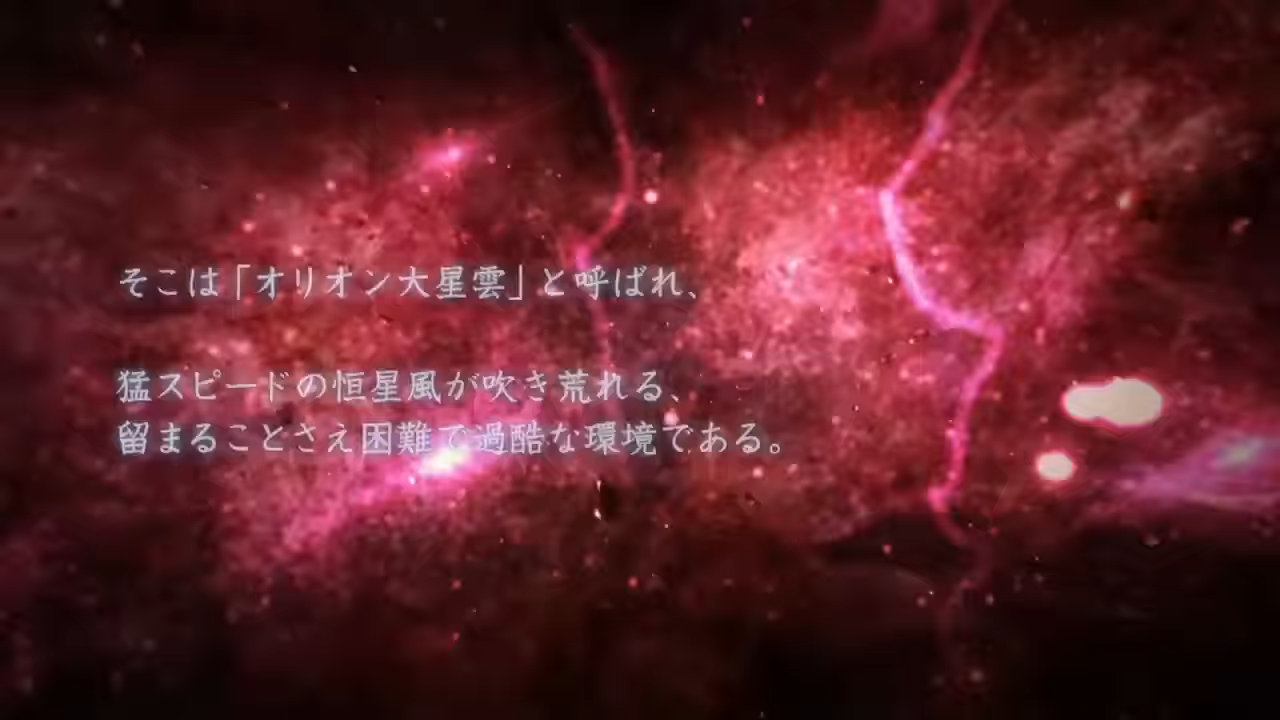 そこは「オリオン大星雲」と呼ばれ、
猛スピードの恒星風が吹き荒れる、
留まることさえ困難で過酷な環境である。